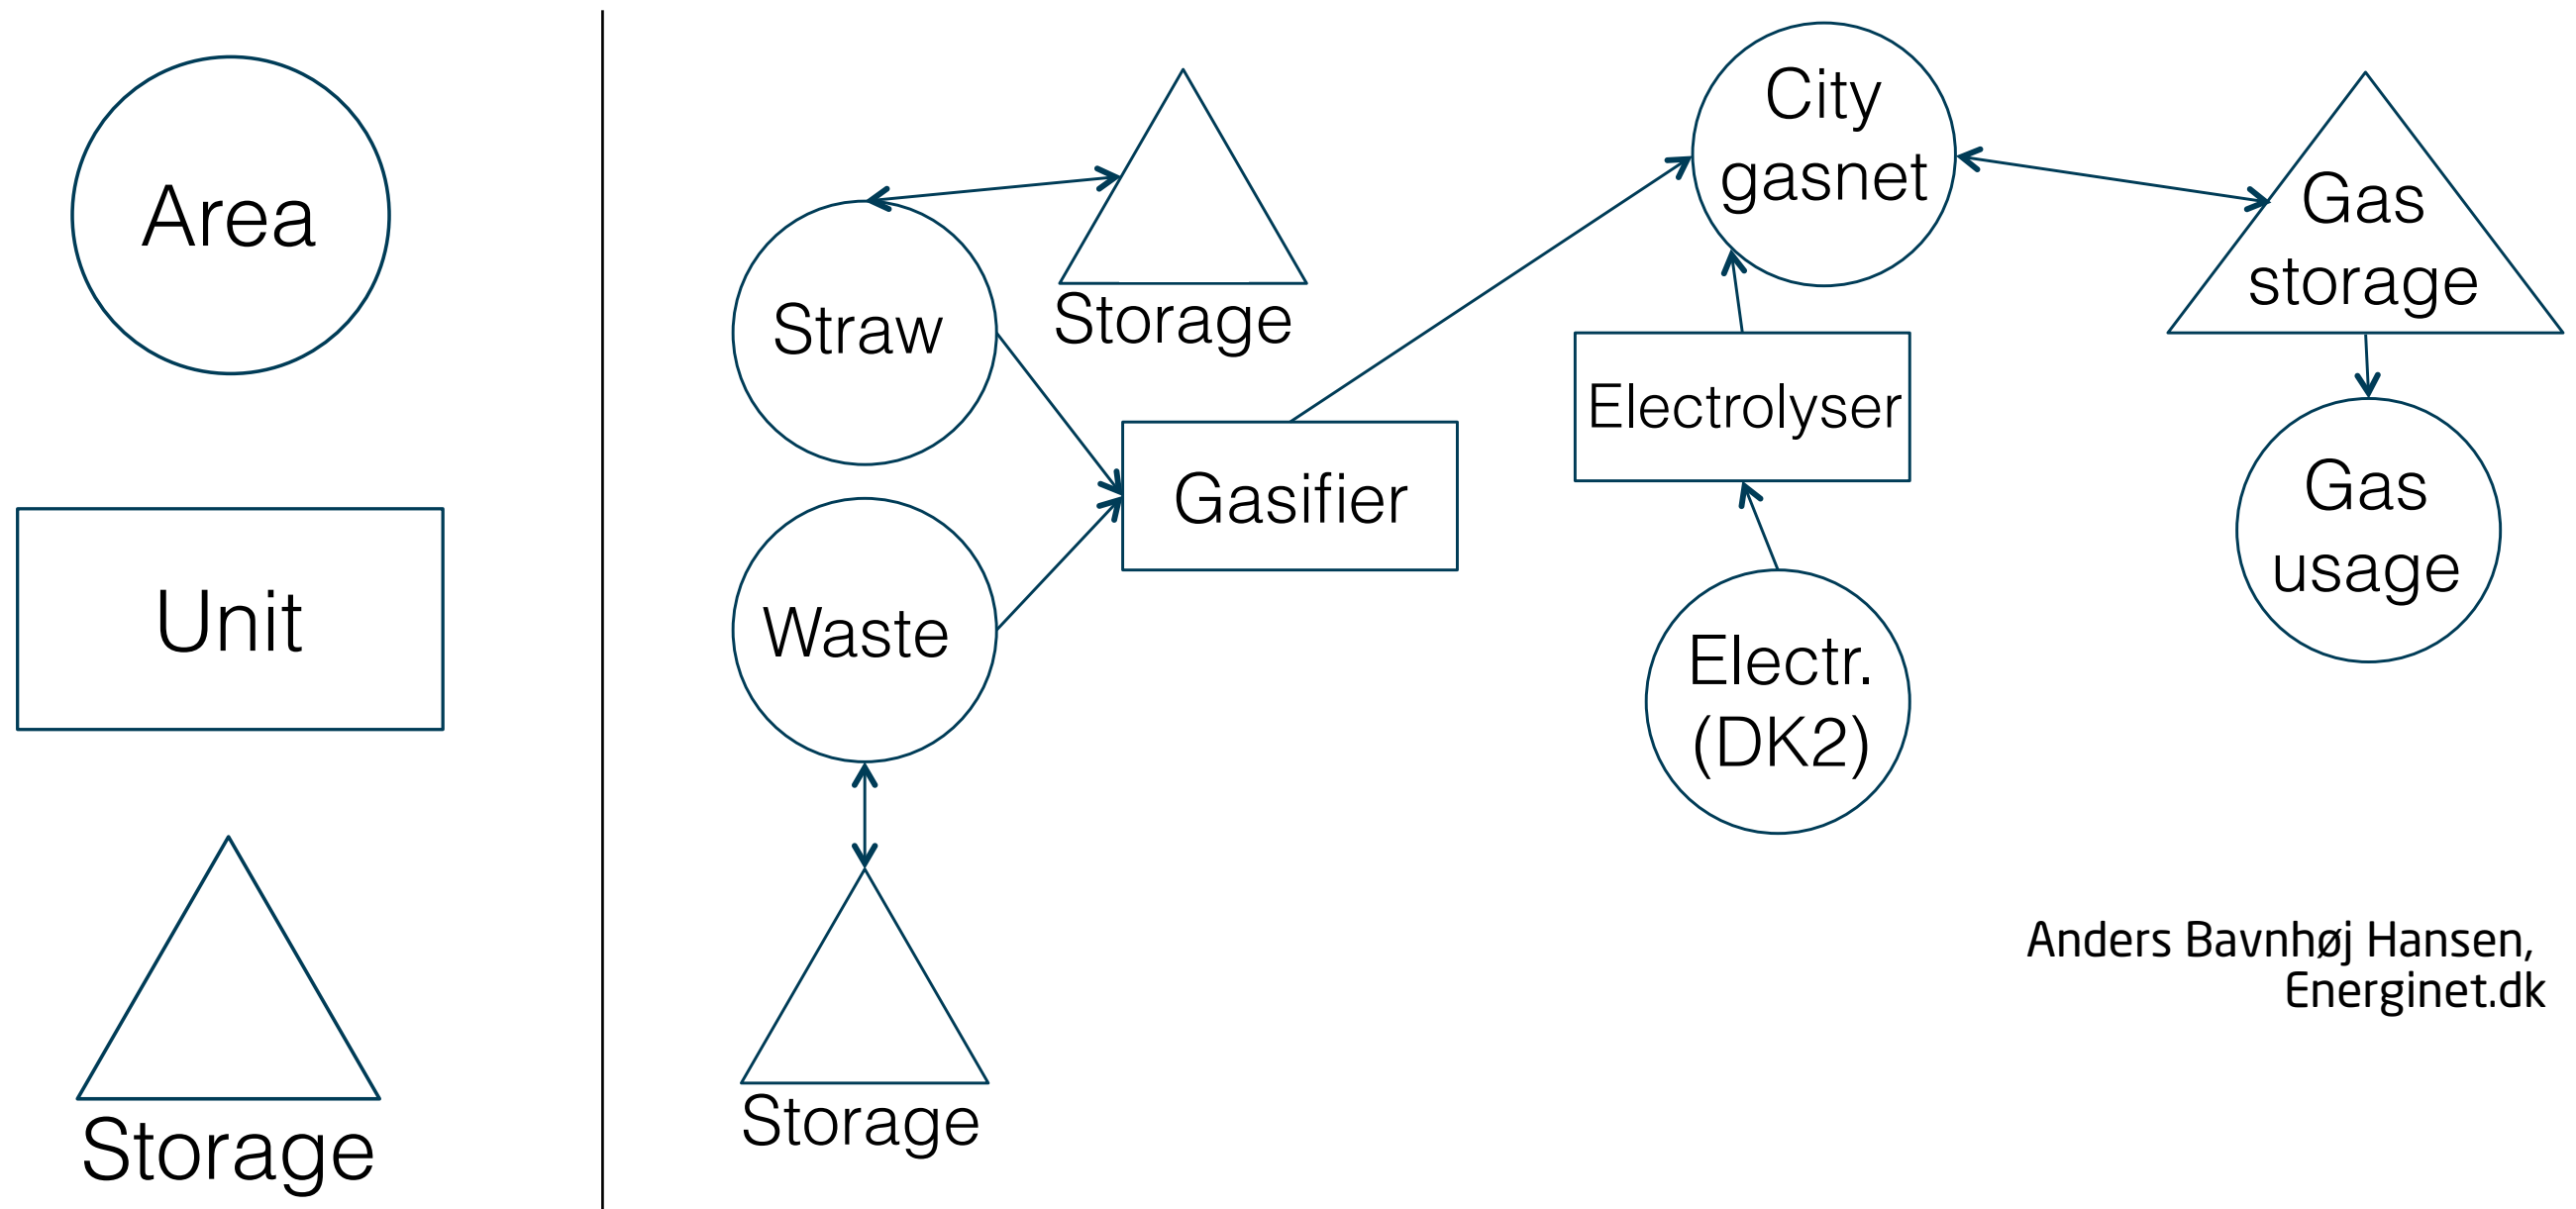 Area
Unit
Storage
Storage
Straw
Waste
Storage
Gasifier
City
gasnet
Electrolyser
Electr.
(DK2)
Gas
storage
Gas
usage
Anders Bavnhøj Hansen,
Energinet.dk